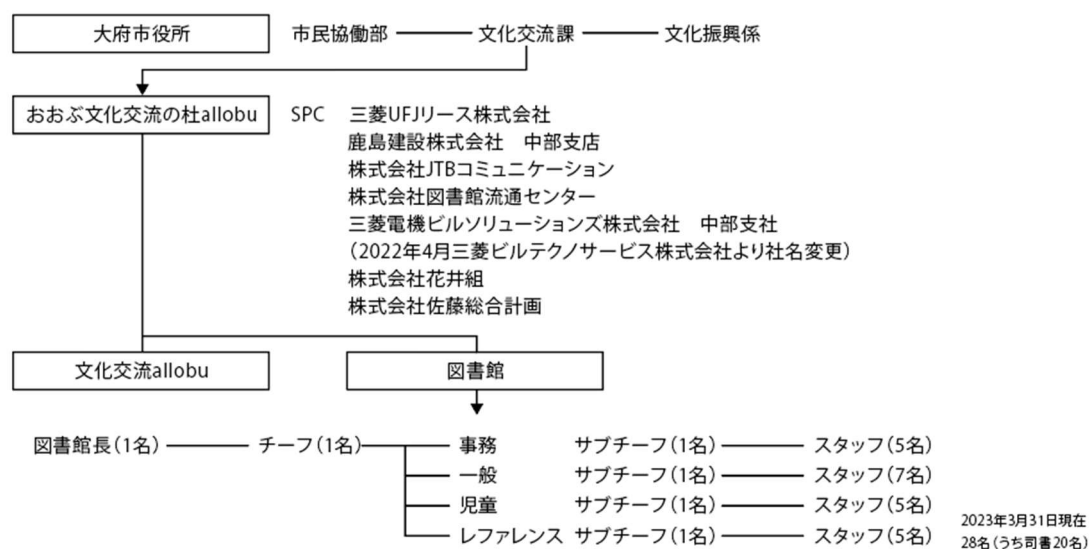 大府市役所 市民協働部 文化交流課 文化振興係
おおぶ文化交流の杜allobu SPC 三菱UFJリース株式会社
鹿島建設株式会社　中部支店
株式会社JTBコミュニケーション
株式会社図書館流通センター
三菱電機ビルソリューションズ株式会社　中部支社
（2022年4月三菱ビルテクノサービス株式会社より社名変更）
株式会社花井組
株式会社佐藤総合計画
文化交流allobu 図書館
図書館長（1名） チーフ（1名） 事務 サブチーフ（1名） スタッフ（5名）
一般 サブチーフ（1名） スタッフ（7名）
児童 サブチーフ（1名） スタッフ（5名）
レファレンス サブチーフ（1名） スタッフ（5名）
2023年3月31日現在
28名（うち司書20名）